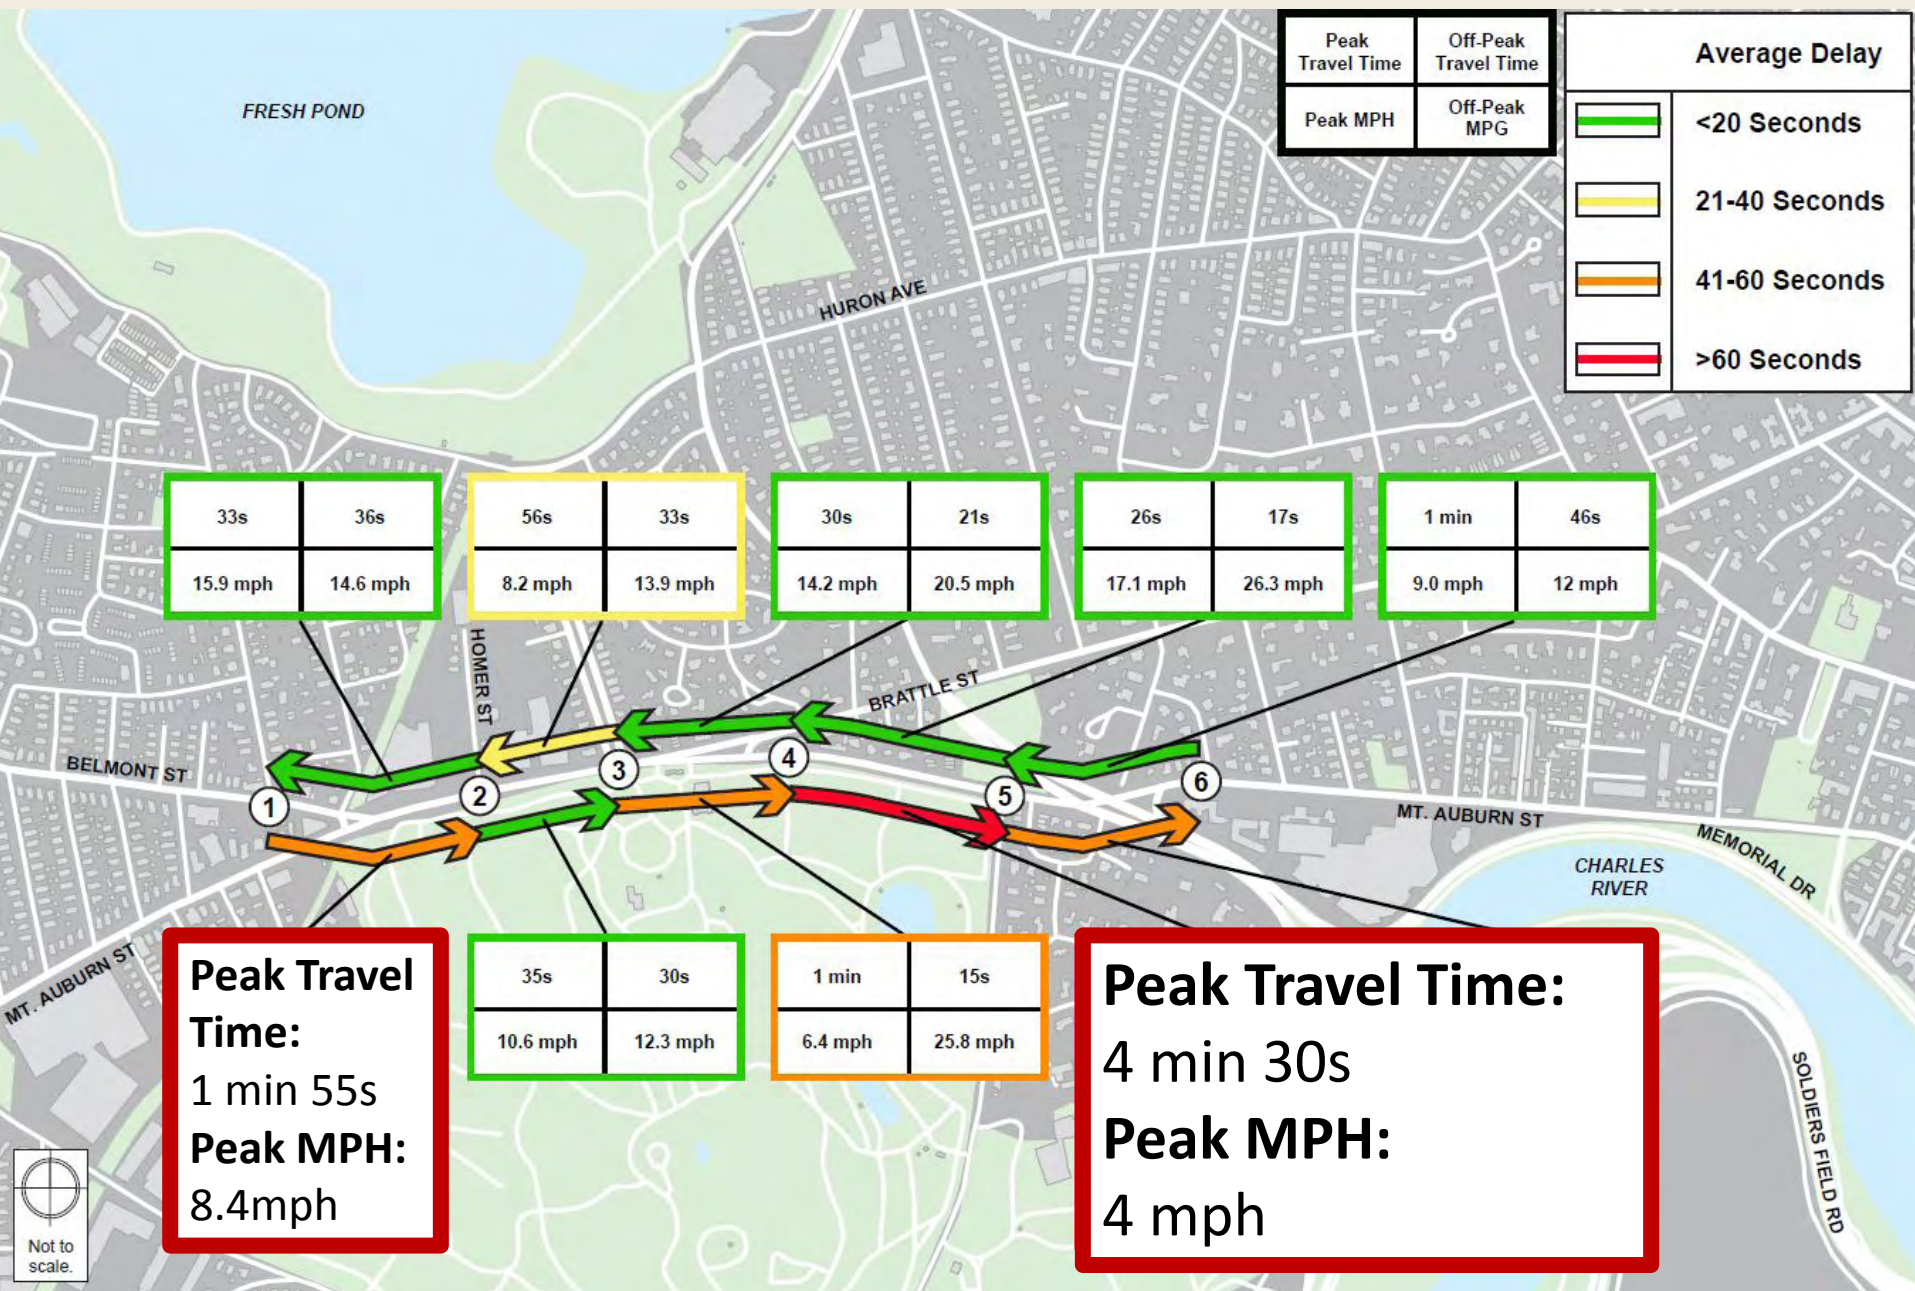 Peak
Travel Time
Off-Peak
Travel Time
Peak MPH
Off-Peak
MPG
Average Delay
<20 Seconds
21-40 Seconds
41-60 Seconds
>60 Seconds
FRESH POND
HURON AVE
33s
36s
15.9 mph
14.6 mph
56s
33s
8.2 mph
13.9 mph
30s
21s
14.2 mph
20.5 mph
26s
17s
17.1 mph
26.3 mph
1 min
46s
9.0 mph
12 mph
HOMER ST
BRATTLE ST
BELMONT ST
1
2
3
4
5
6
MT. AUBURN ST
MEMORIAL DR
CHARLES
RIVER
MT. AUBURN ST
Peak Travel
Time:
1 min 55s
Peak MPH:
8.4mph
35s
30s
10.6 mph
12.3 mph
1 min
15s
6.4 mph
25.8 mph
Peak Travel Time:
4 min 30s
Peak MPH:
4 mph
SOLDIERS FIELD RD
Not to
scale.